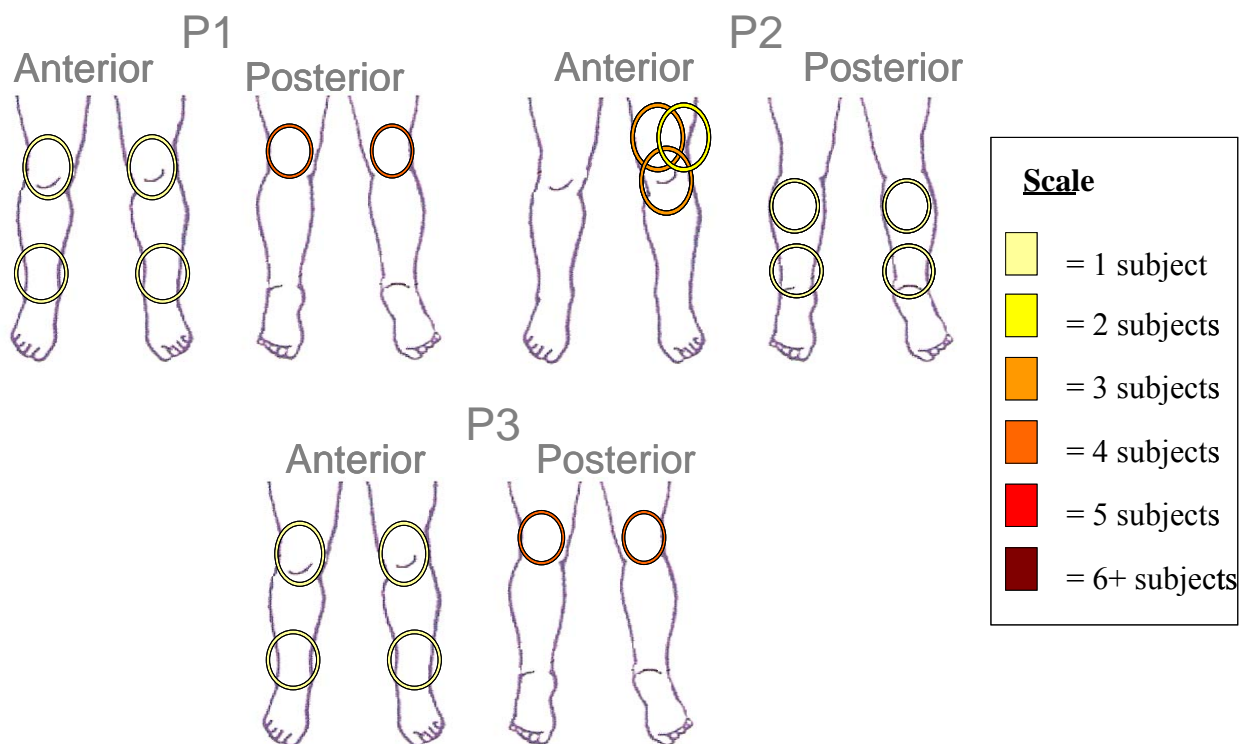 P1
Anterior
Posterior
P2
Anterior
Posterior
P3
Anterior
Posterior
Scale
= 1 subject
= 2 subjects
= 3 subjects
= 4 subjects
= 5 subjects
= 6+ subjects